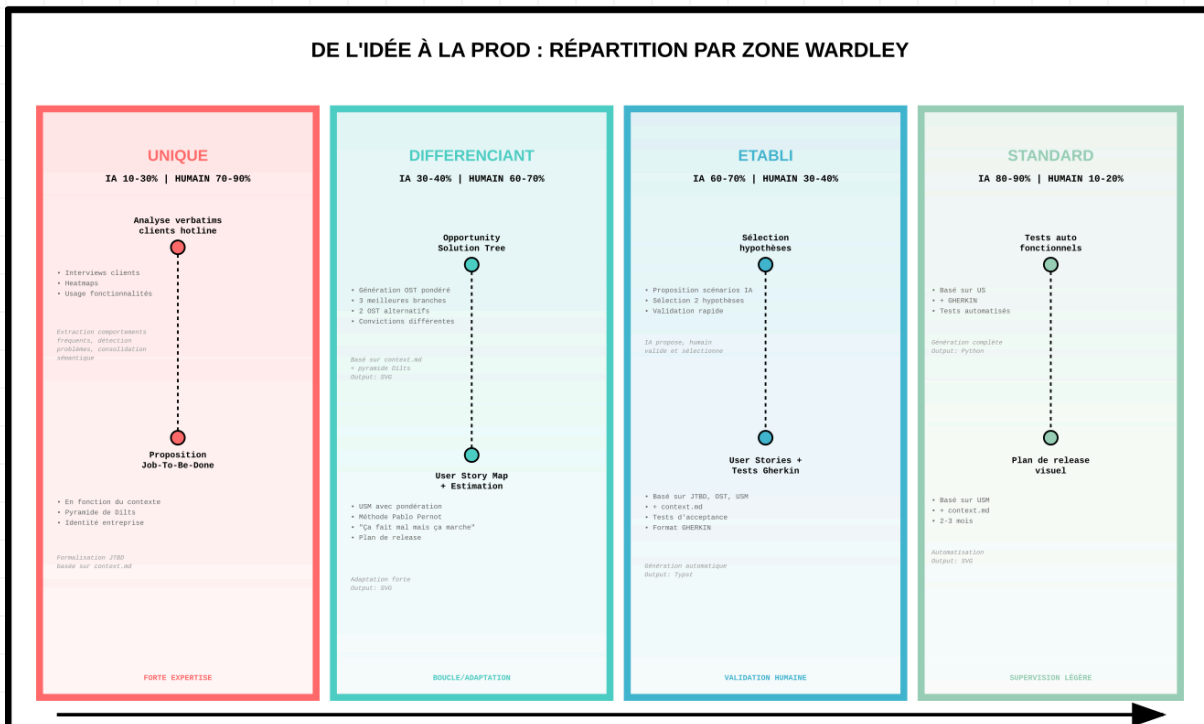 DE L'IDÉE À LA PROD : RÉPARTITION PAR ZONE WARDLEY
UNIQUE
IA 10-30% | HUMAIN 70-90%
Analyse verbatims
clients hotline
• Interviews clients
• Heatmaps
• Usage fonctionnalités
Extraction comportements
fréquents, détection
problèmes, consolidation
sémantique
Proposition
Job-To-Be-Done
• En fonction du contexte
• Pyramide de Dilts
• Identité entreprise
Formalisation JTBD
basée sur context.md
FORTE EXPERTISE
DIFFERENCIANT
IA 30-40% | HUMAIN 60-70%
Opportunity
Solution Tree
• Génération OST pondéré
• 3 meilleures branches
• 2 OST alternatifs
• Convictions différentes
Basé sur context.md
+ pyramide Dilts
Output: SVG
User Story Map
+ Estimation
• USM avec pondération
• Méthode Pablo Pernot
• "Ça fait mal mais ça marche"
• Plan de release
Adaptation forte
Output: SVG
BOUCLE/ADAPTATION
ETABLI
IA 60-70% | HUMAIN 30-40%
Sélection
hypothèses
• Proposition scénarios IA
• Sélection 2 hypothèses
• Validation rapide
IA propose, humain
valide et sélectionne
User Stories +
Tests Gherkin
• Basé sur JTBD, OST, USM
• + context.md
• Tests d'acceptance
• Format GHERKIN
Génération automatique
Output: Typst
VALIDATION HUMAINE
STANDARD
IA 80-90% | HUMAIN 10-20%
Tests auto
fonctionnels
• Basé sur US
• + GHERKIN
• Tests automatisés
Génération complète
Output: Python
Plan de release
visuel
• Basé sur USM
• + context.md
• 2-3 mois
Automatisation
Output: SVG
SUPERVISION LÉGÈRE